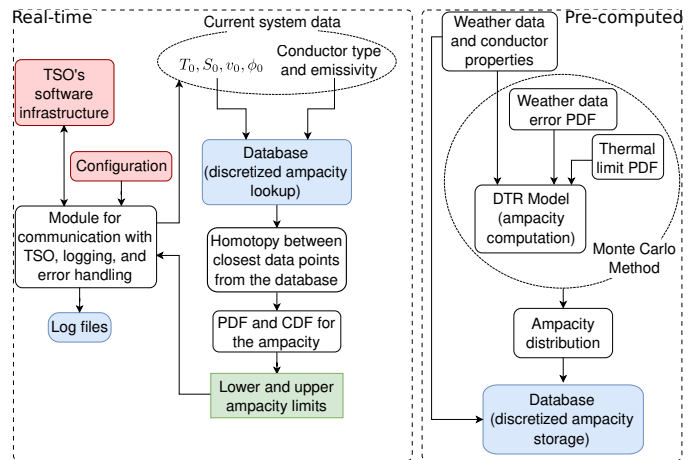 Real-time
Current system data
T₀, S₀, v₀, ϕ₀
Conductor type
and emissivity
TSO's
software
infrastructure
Configuration
Database
(discretized ampacity
lookup)
Module for
communication with
TSO, logging, and
error handling
Homotopy between
closest data points
from the database
Log files
PDF and CDF for
the ampacity
Lower and upper
ampacity limits
Pre-computed
Weather data
and conductor
properties
Weather data
error PDF
Thermal
limit PDF
DTR Model
(ampacity
computation)
Monte Carlo
Method
Ampacity
distribution
Database
(discretized ampacity
storage)